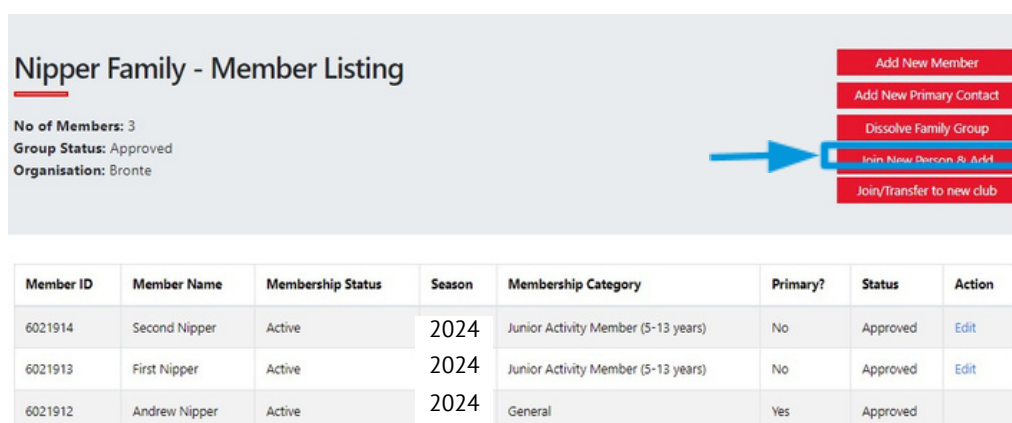 Nipper Family - Member Listing
No of Members: 3
Group Status: Approved
Organisation: Bronte
Add New Member
Add New Primary Contact
Dissolve Family Group
Join New Person & Add
Join/Transfer to new club
Member ID Member Name Membership Status Season Membership Category Primary? Status Action
6021914 Second Nipper Active 2024 Junior Activity Member (5-13 years) No Approved Edit
6021913 First Nipper Active 2024 Junior Activity Member (5-13 years) No Approved Edit
6021912 Andrew Nipper Active 2024 General Yes Approved